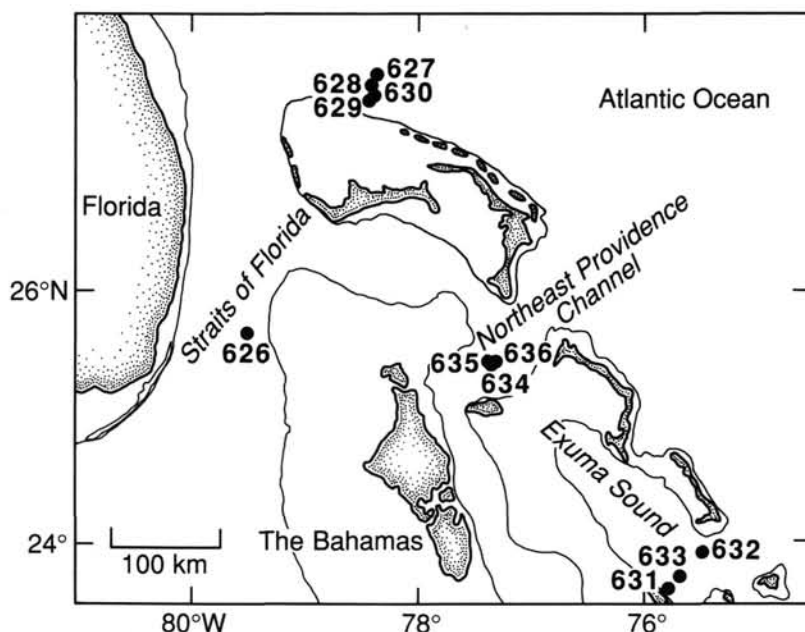 627
628
630
629
Atlantic Ocean
Florida
Straits of Florida
Northeast Providence
Channel
26°N
626
635
636
634
Exuma Sound
24°
The Bahamas
100 km
632
633
631
80°W
78°
76°